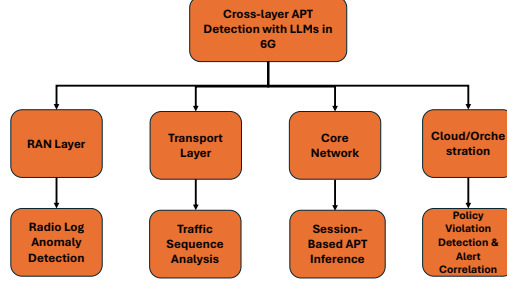 Cross-layer APT
Detection with LLMs in
6G
RAN Layer
Transport
Layer
Core
Network
Cloud/Orche
stration
Radio Log
Anomaly
Detection
Traffic
Sequence
Analysis
Session-
Based APT
Inference
Policy
Violation
Detection &
Alert
Correlation